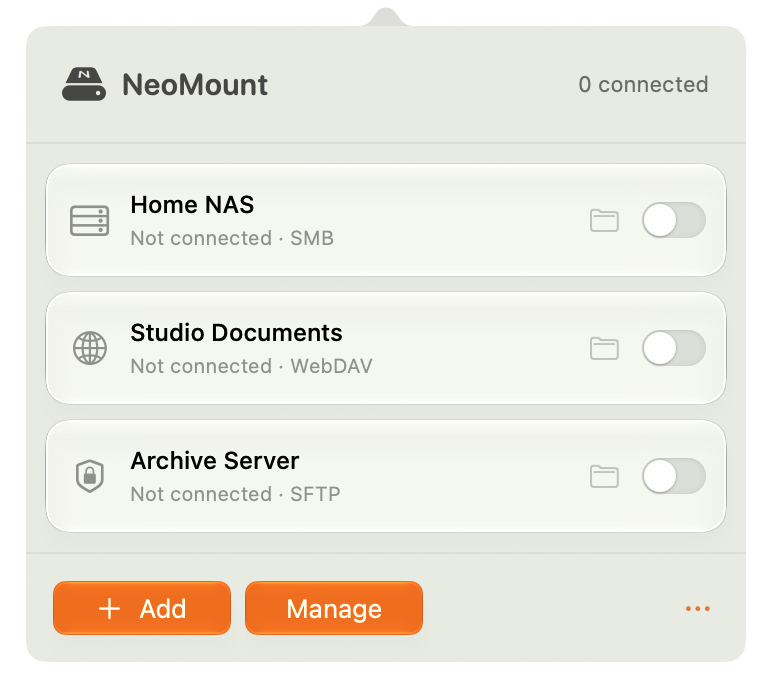 N
NeoMount
0 connected
Home NAS
Not connected · SMB
Studio Documents
Not connected · WebDAV
Archive Server
Not connected · SFTP
+ Add
Manage
...